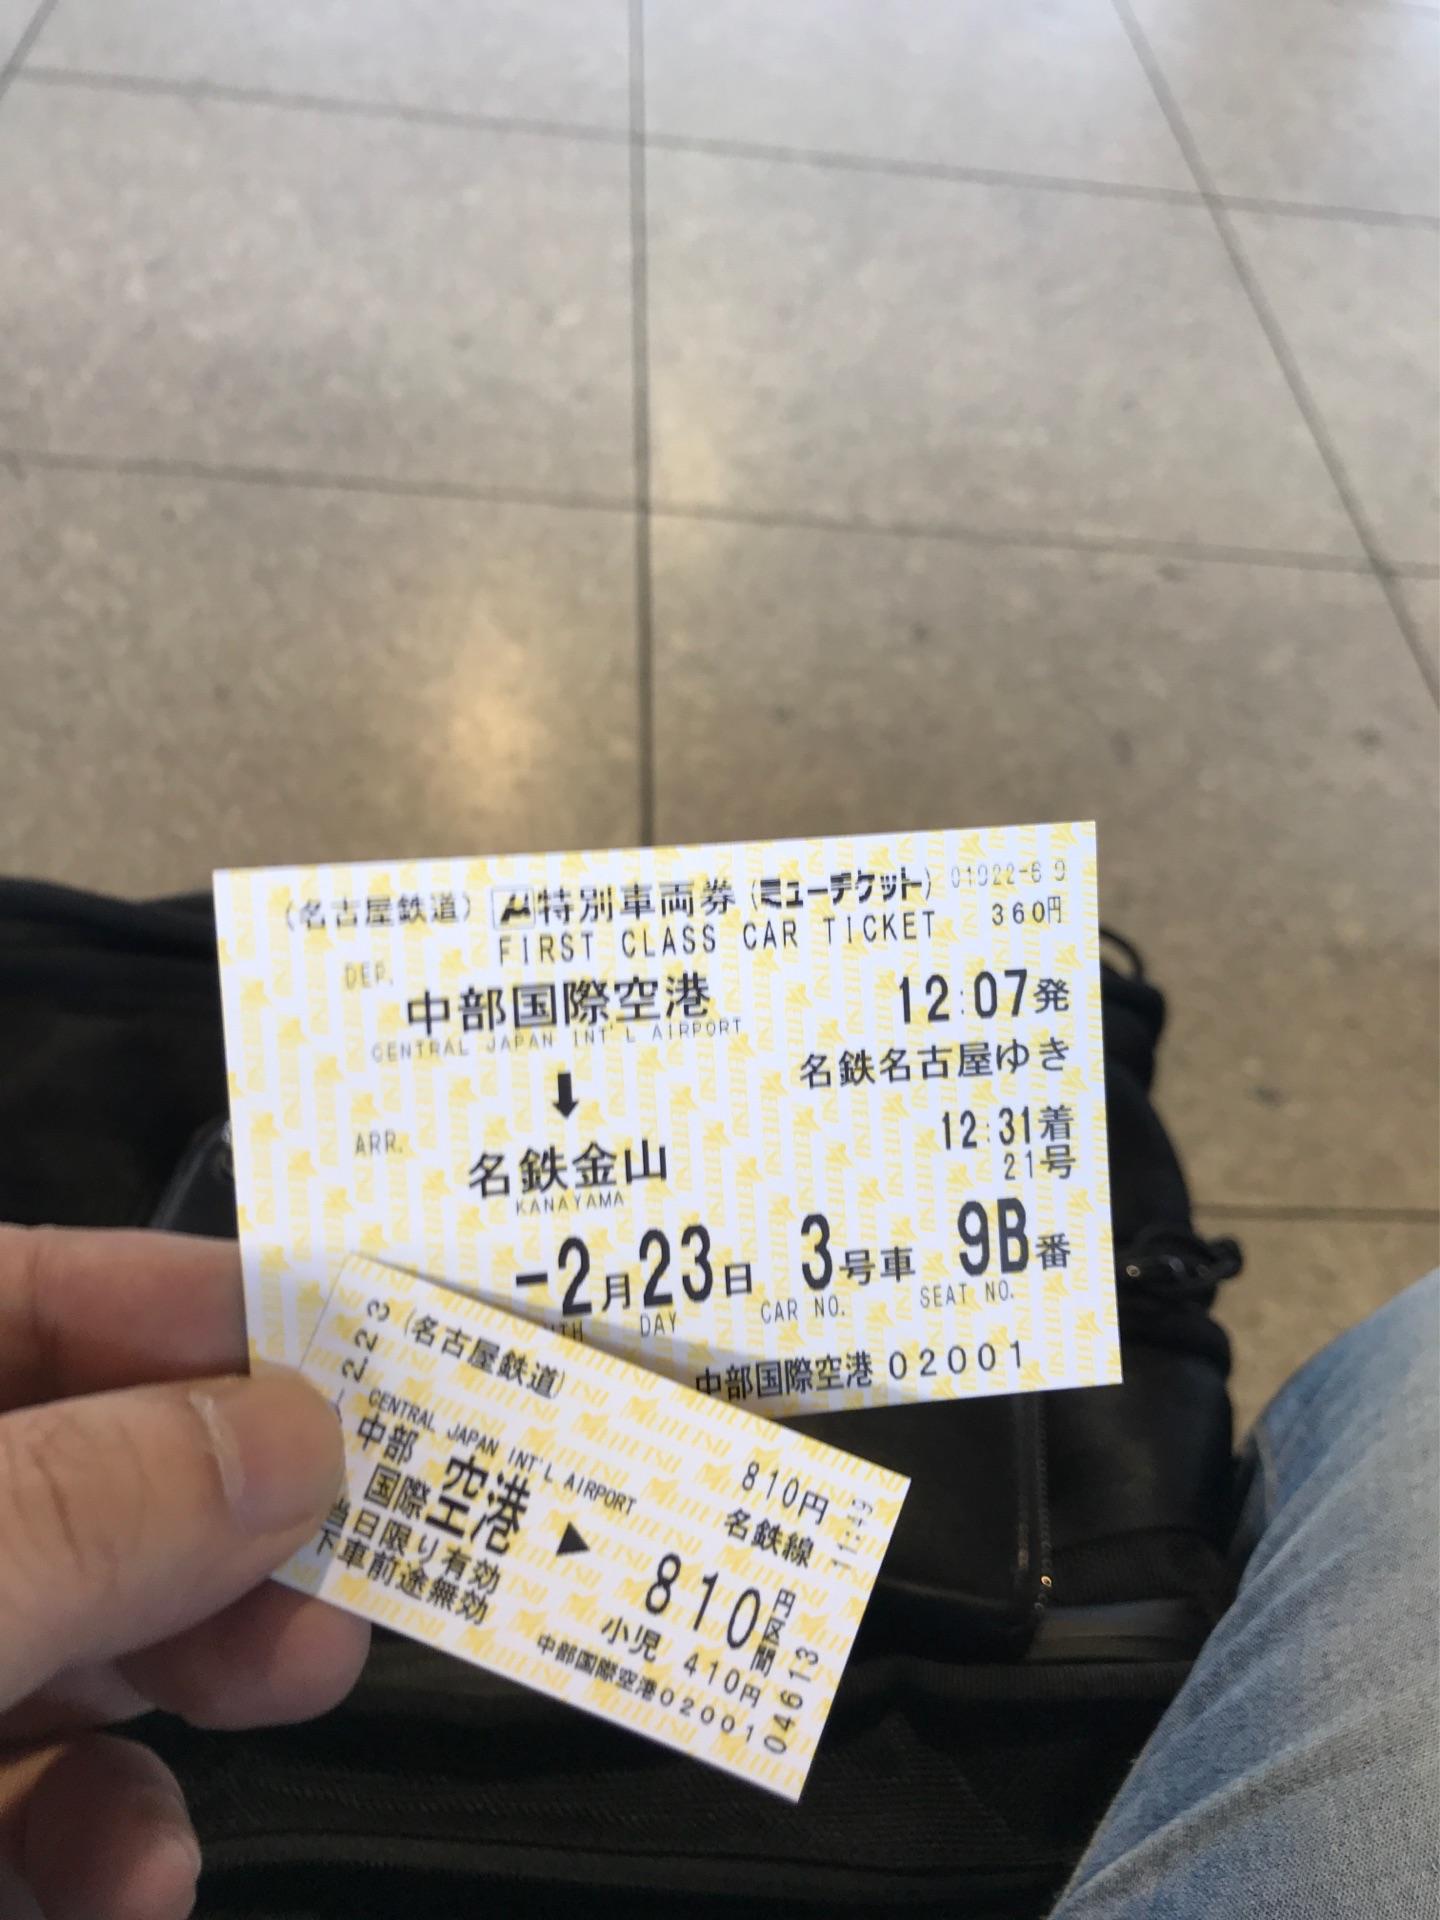 (名古屋鉄道) μ 特別車両券 (ミューチケット) 01922-69
FIRST CLASS CAR TICKET 360円
DEP.
中部国際空港 12:07発
CENTRAL JAPAN INT'L AIRPORT
名鉄名古屋ゆき
ARR.
12:31着
名鉄金山 21号
KANAYAMA
-2月23日 3号車 9B番
DAY CAR NO. SEAT NO.
中部国際空港 02001
2.23 (名古屋鉄道)
CENTRAL JAPAN INT'L AIRPORT 810円
中部国際空港 ▶ 名鉄線
810円区間
当日限り有効
下車前途無効
小児 410円
中部国際空港02001
04613
11:49